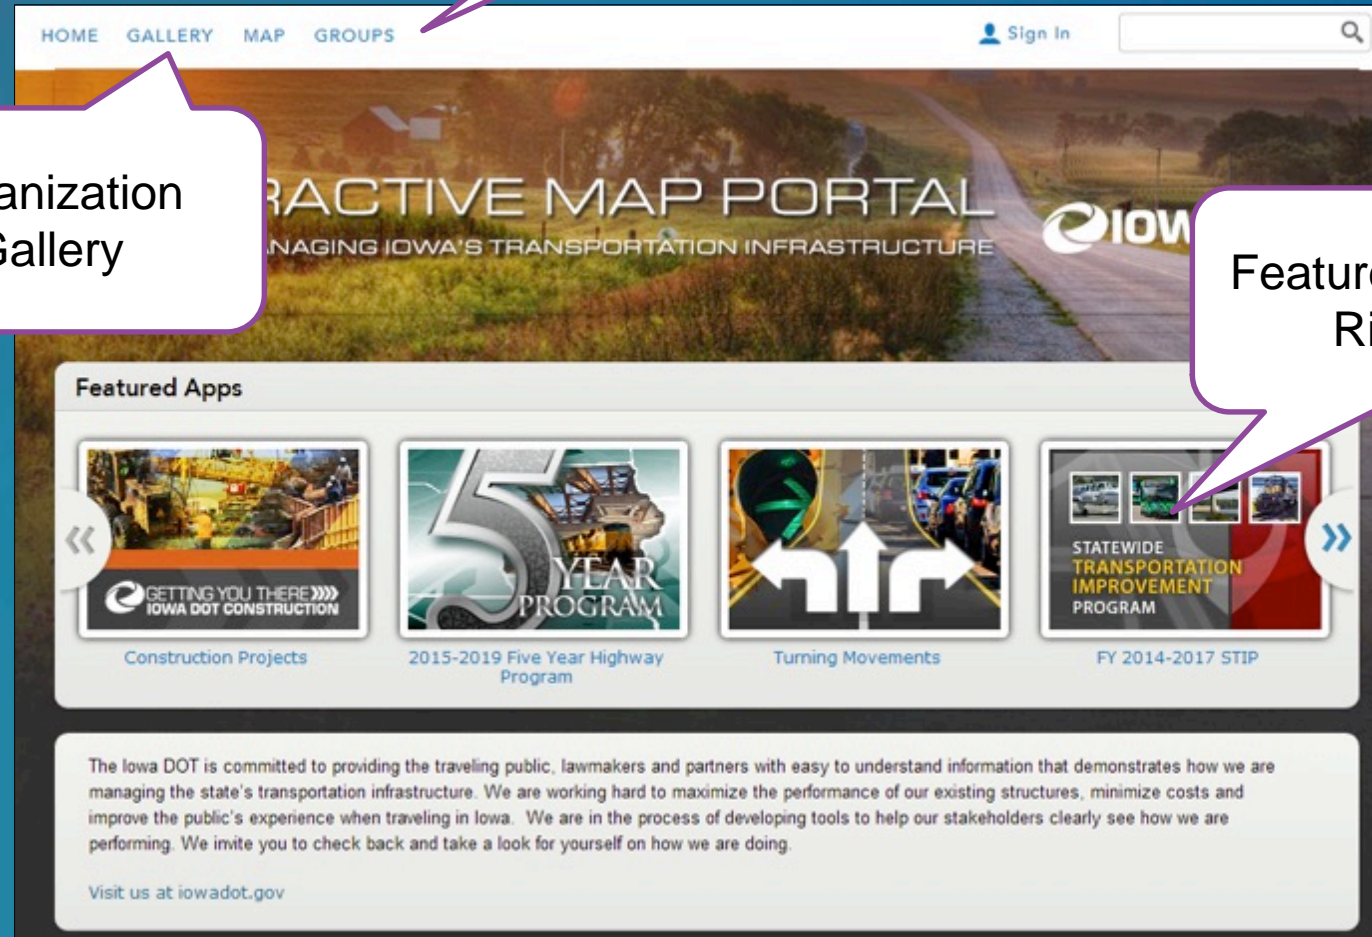 HOME GALLERY MAP GROUPS Sign In
anization
Gallery
RACTIVE MAP PORTAL
NAGING IOWA'S TRANSPORTATION INFRASTRUCTURE
IOW
Feature
Ri
Featured Apps
GETTING YOU THERE
IOWA DOT CONSTRUCTION
5
YEAR
PROGRAM
STATEWIDE
TRANSPORTATION
IMPROVEMENT
PROGRAM
Construction Projects
2015-2019 Five Year Highway
Program
Turning Movements
FY 2014-2017 STIP
The Iowa DOT is committed to providing the traveling public, lawmakers and partners with easy to understand information that demonstrates how we are
managing the state's transportation infrastructure. We are working hard to maximize the performance of our existing structures, minimize costs and
improve the public's experience when traveling in Iowa. We are in the process of developing tools to help our stakeholders clearly see how we are
performing. We invite you to check back and take a look for yourself on how we are doing.
Visit us at iowadot.gov